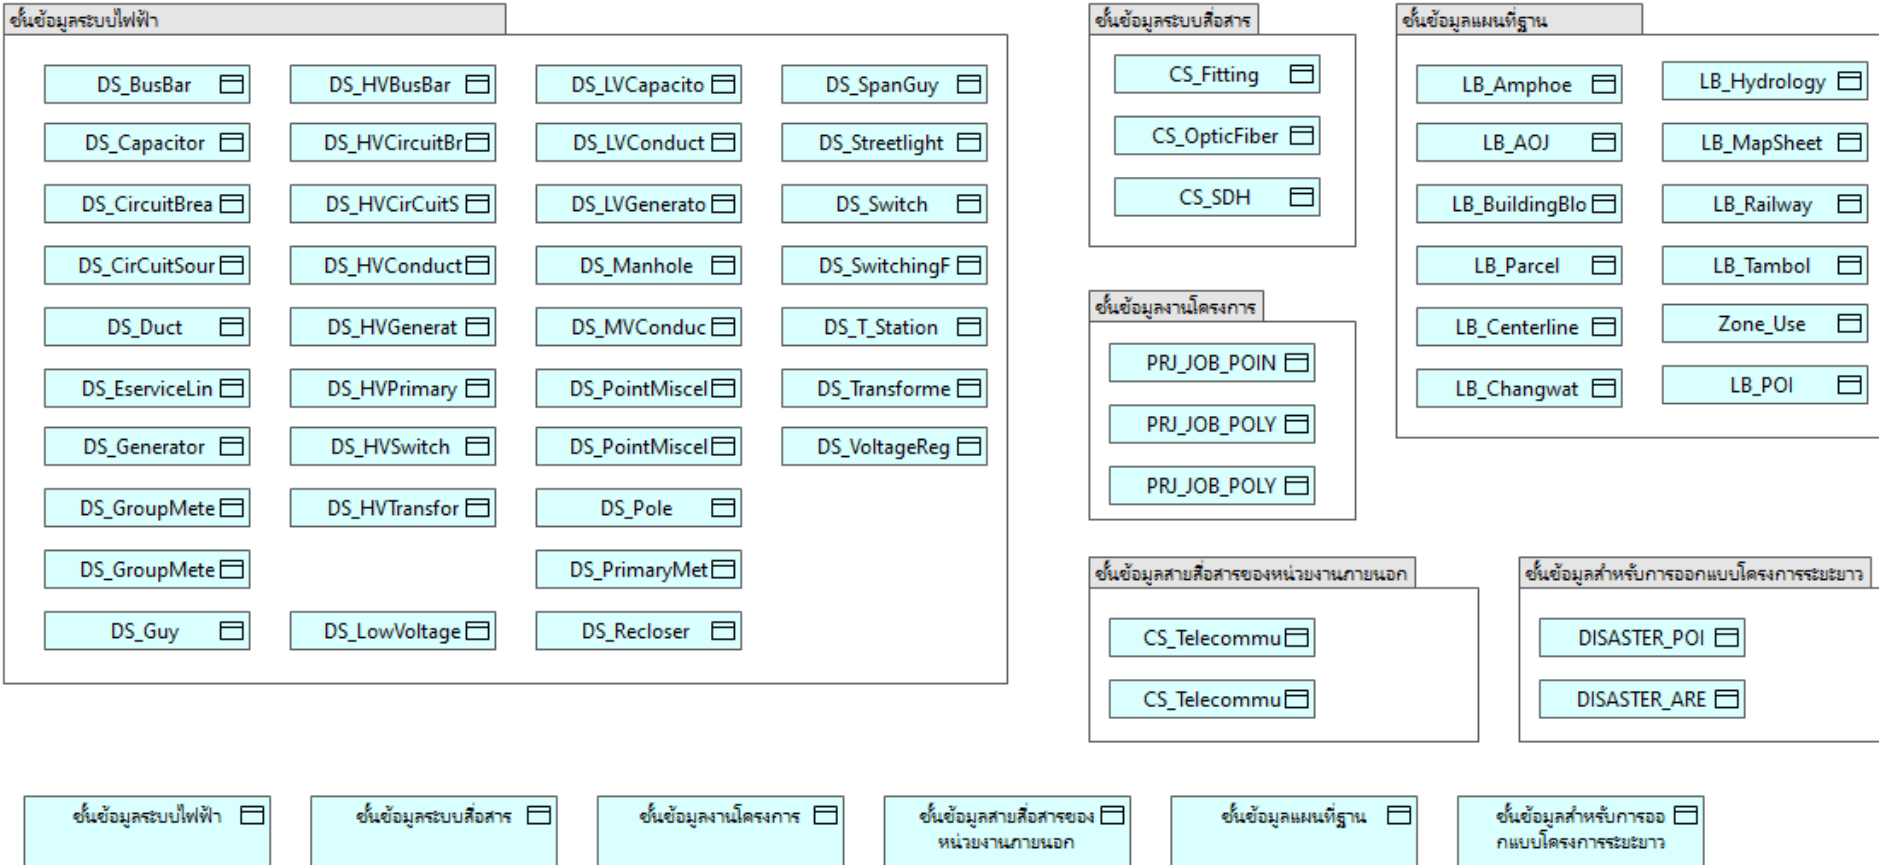 ชั้นข้อมูลระบบไฟฟ้า
DS_BusBar
DS_HVBusBar
DS_LVCapacito
DS_SpanGuy
DS_Capacitor
DS_HVCircuitBr
DS_LVConduct
DS_Streetlight
DS_CircuitBrea
DS_HVCirCuitS
DS_LVGenerato
DS_Switch
DS_CirCuitSour
DS_HVConduct
DS_Manhole
DS_SwitchingF
DS_Duct
DS_HVGenerat
DS_MVConduc
DS_T_Station
DS_EserviceLin
DS_HVPrimary
DS_PointMiscel
DS_Transforme
DS_Generator
DS_HVSwitch
DS_PointMiscel
DS_VoltageReg
DS_GroupMete
DS_HVTransfor
DS_Pole
DS_GroupMete
DS_PrimaryMet
DS_Guy
DS_LowVoltage
DS_Recloser
ชั้นข้อมูลระบบสื่อสาร
CS_Fitting
CS_OpticFiber
CS_SDH
ชั้นข้อมูลแผนที่ฐาน
LB_Amphoe
LB_Hydrology
LB_AOJ
LB_MapSheet
LB_BuildingBlo
LB_Railway
LB_Parcel
LB_Tambol
LB_Centerline
Zone_Use
LB_Changwat
LB_POI
ชั้นข้อมูลงานโครงการ
PRJ_JOB_POIN
PRJ_JOB_POLY
PRJ_JOB_POLY
ชั้นข้อมูลสายสื่อสารของหน่วยงานภายนอก
CS_Telecommu
CS_Telecommu
ชั้นข้อมูลสำหรับการออกแบบโครงการระยะยาว
DISASTER_POI
DISASTER_ARE
ชั้นข้อมูลระบบไฟฟ้า
ชั้นข้อมูลระบบสื่อสาร
ชั้นข้อมูลงานโครงการ
ชั้นข้อมูลสายสื่อสารของ
หน่วยงานภายนอก
ชั้นข้อมูลแผนที่ฐาน
ชั้นข้อมูลสำหรับการออ
กแบบโครงการระยะยาว